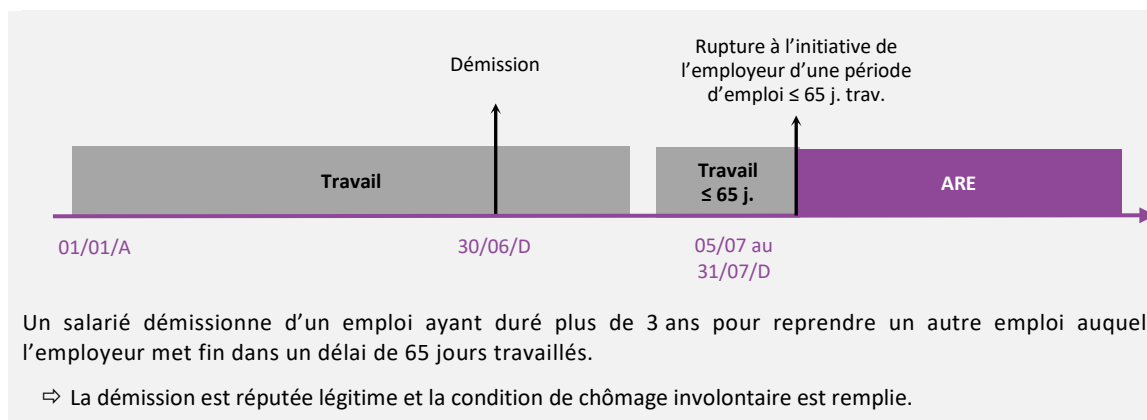 Démission
Rupture à l’initiative de
l’employeur d’une période
d’emploi ≤ 65 j. trav.
Travail
Travail
≤ 65 j.
ARE
01/01/A
30/06/D
05/07 au
31/07/D
Un salarié démissionne d’un emploi ayant duré plus de 3 ans pour reprendre un autre emploi auquel
l’employeur met fin dans un délai de 65 jours travaillés.
⇨ La démission est réputée légitime et la condition de chômage involontaire est remplie.